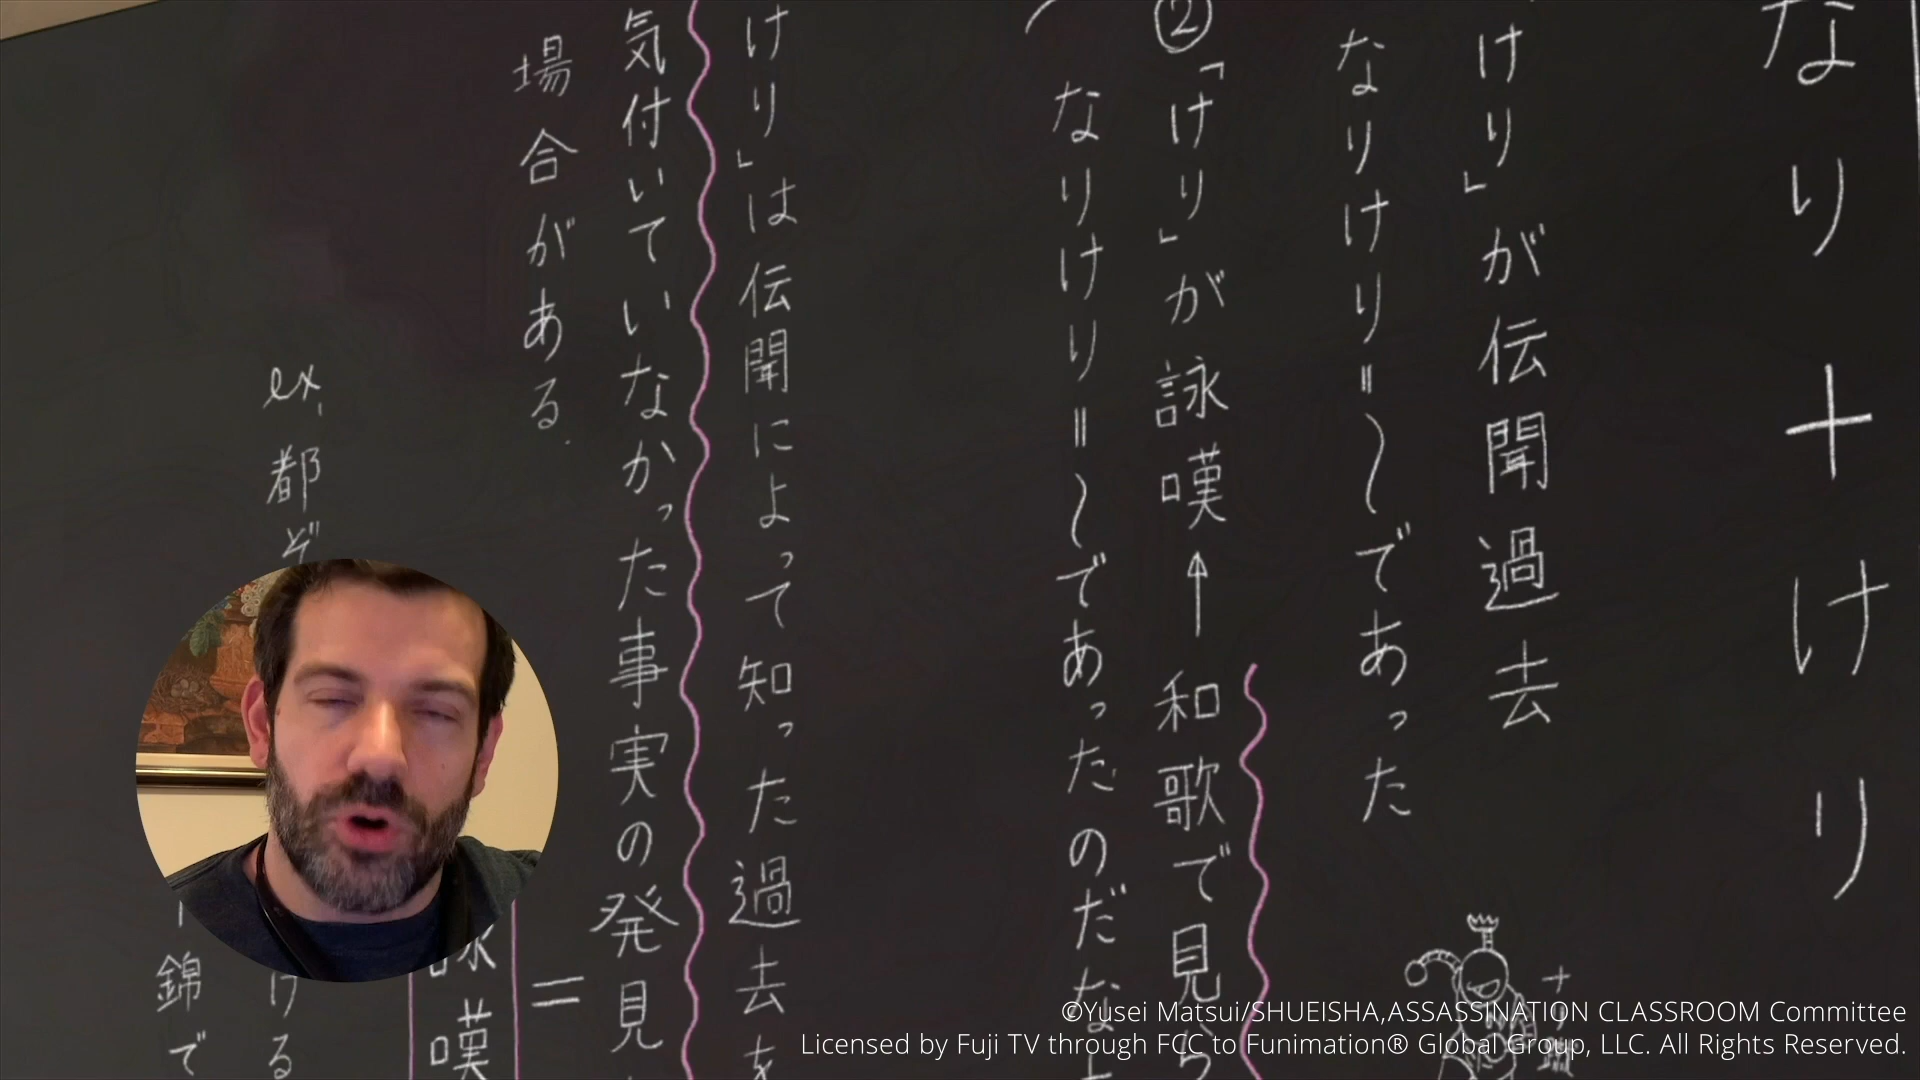 なり＋けり
けり」が伝聞過去
なりけり=～であった
②「けり」が詠嘆←和歌で見ら
なりけり=～であったのだなぁ
けり」は伝聞によって知った過去を
気付いていなかった事実の発見
場合がある.
=
詠嘆
ex. 都ぞ
ける
錦で
©Yusei Matsui/SHUEISHA,ASSASSINATION CLASSROOM Committee
Licensed by Fuji TV through FCC to Funimation® Global Group, LLC. All Rights Reserved.